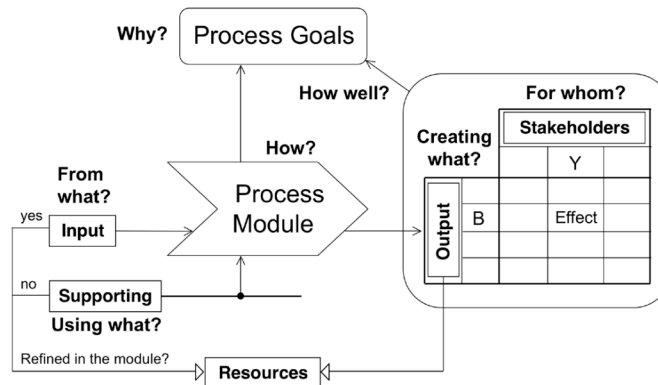 Why?
Process Goals
How well?
For whom?
Stakeholders
How?
Creating
what?
Y
From
what?
Process
Module
yes
Input
Output
B
Effect
no
Supporting
Using what?
Refined in the module?
Resources